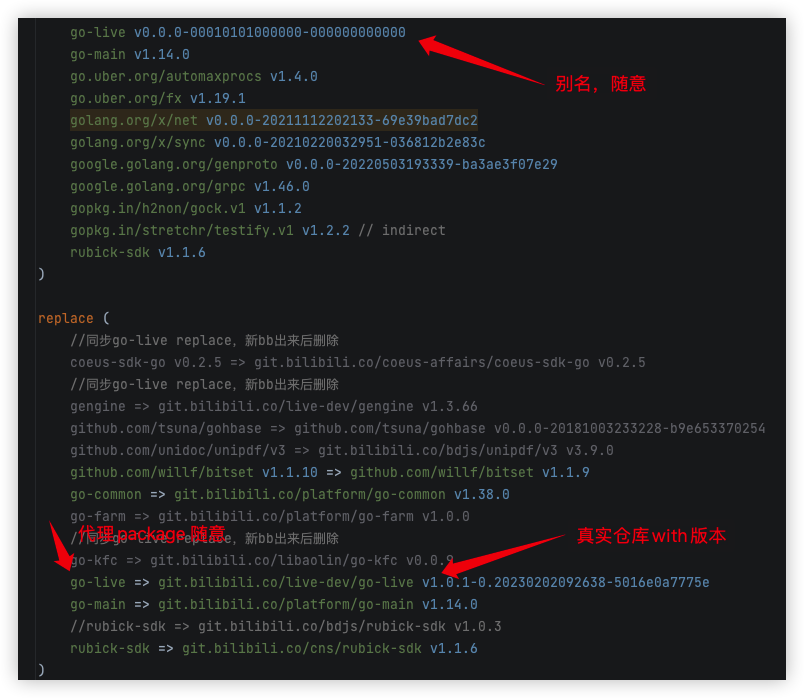 go-live v0.0.0-00010101000000-000000000000
go-main v1.14.0
别名，随意
go.uber.org/automaxprocs v1.4.0
go.uber.org/fx v1.19.1
golang.org/x/net v0.0.0-20211112202133-69e39bad7dc2
golang.org/x/sync v0.0.0-20210220032951-036812b2e83c
google.golang.org/genproto v0.0.0-20220503193339-ba3ae3f07e29
google.golang.org/grpc v1.46.0
gopkg.in/h2non/gock.v1 v1.1.2
gopkg.in/stretchr/testify.v1 v1.2.2 // indirect
rubick-sdk v1.1.6
)
replace (
//同步go-live replace，新bb出来后删除
coeus-sdk-go v0.2.5 => git.bilibili.co/coeus-affairs/coeus-sdk-go v0.2.5
//同步go-live replace，新bb出来后删除
gengine => git.bilibili.co/live-dev/gengine v1.3.66
github.com/tsuna/gohbase => github.com/tsuna/gohbase v0.0.0-20181003233228-b9e653370254
github.com/unidoc/unipdf/v3 => git.bilibili.co/bdjs/unipdf/v3 v3.9.0
github.com/willf/bitset v1.1.10 => github.com/willf/bitset v1.1.9
go-common => git.bilibili.co/platform/go-common v1.38.0
go-farm => git.bilibili.co/platform/go-farm v1.0.0
代理package，随意
//同步go-live replace，新bb出来后删除
真实仓库with版本
go-kfc => git.bilibili.co/libaolin/go-kfc v0.0.9
go-live => git.bilibili.co/live-dev/go-live v1.0.1-0.20230202092638-5016e0a7775e
go-main => git.bilibili.co/platform/go-main v1.14.0
//rubick-sdk => git.bilibili.co/bdjs/rubick-sdk v1.0.3
rubick-sdk => git.bilibili.co/cns/rubick-sdk v1.1.6
)